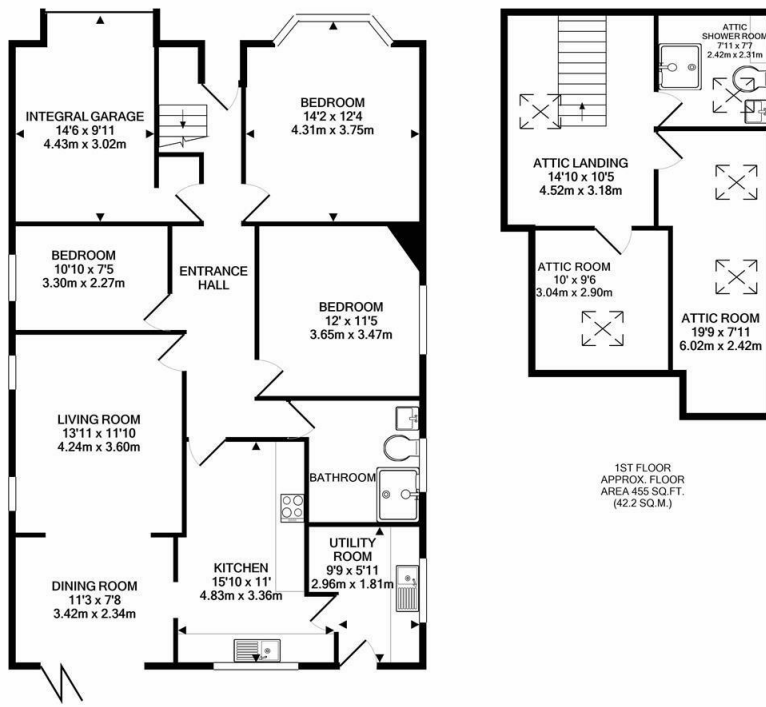 INTEGRAL GARAGE
14'6 x 9'11
4.43m x 3.02m
BEDROOM
14'2 x 12'4
4.31m x 3.75m
BEDROOM
10'10 x 7'5
3.30m x 2.27m
ENTRANCE
HALL
BEDROOM
12' x 11'5
3.65m x 3.47m
LIVING ROOM
13'11 x 11'10
4.24m x 3.60m
BATHROOM
DINING ROOM
11'3 x 7'8
3.42m x 2.34m
KITCHEN
15'10 x 11'
4.83m x 3.36m
UTILITY
ROOM
9'9 x 5'11
2.96m x 1.81m
ATTIC
SHOWER ROOM
7'11 x 7'7
2.42m x 2.31m
ATTIC LANDING
14'10 x 10'5
4.52m x 3.18m
ATTIC ROOM
10' x 9'6
3.04m x 2.90m
ATTIC ROOM
19'9 x 7'11
6.02m x 2.42m
1ST FLOOR
APPROX. FLOOR
AREA 455 SQ.FT.
(42.2 SQ.M.)